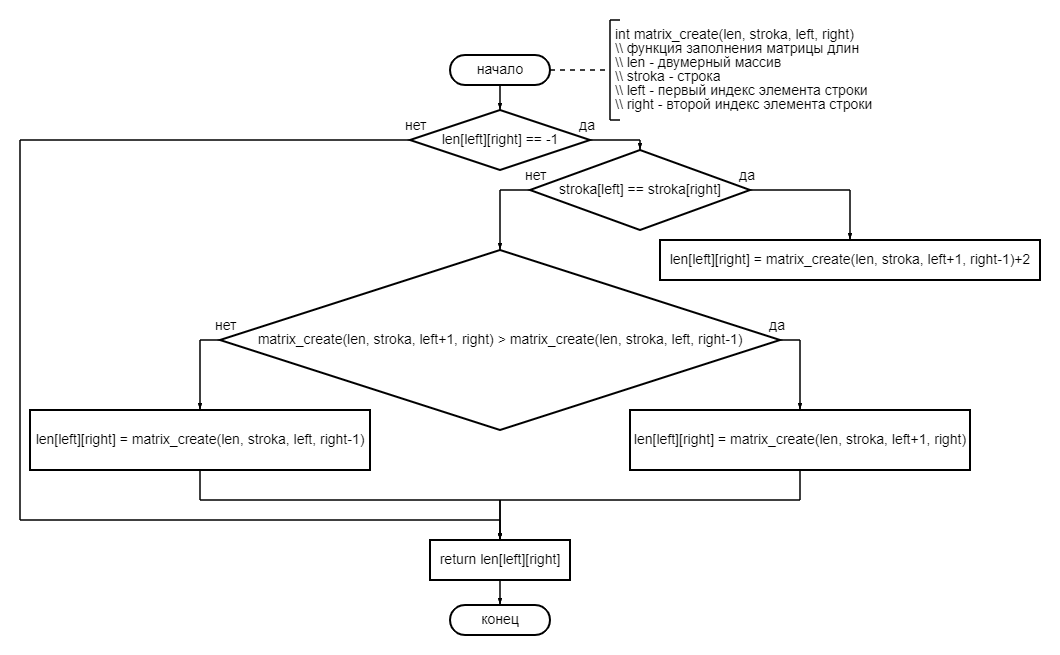 int matrix_create(len, stroka, left, right)
\\ функция заполнения матрицы длин
\\ len - двумерный массив
\\ stroka - строка
\\ left - первый индекс элемента строки
\\ right - второй индекс элемента строки
начало
нет
да
len[left][right] == -1
нет
да
stroka[left] == stroka[right]
len[left][right] = matrix_create(len, stroka, left+1, right-1)+2
нет
да
matrix_create(len, stroka, left+1, right) > matrix_create(len, stroka, left, right-1)
len[left][right] = matrix_create(len, stroka, left, right-1)
len[left][right] = matrix_create(len, stroka, left+1, right)
return len[left][right]
конец